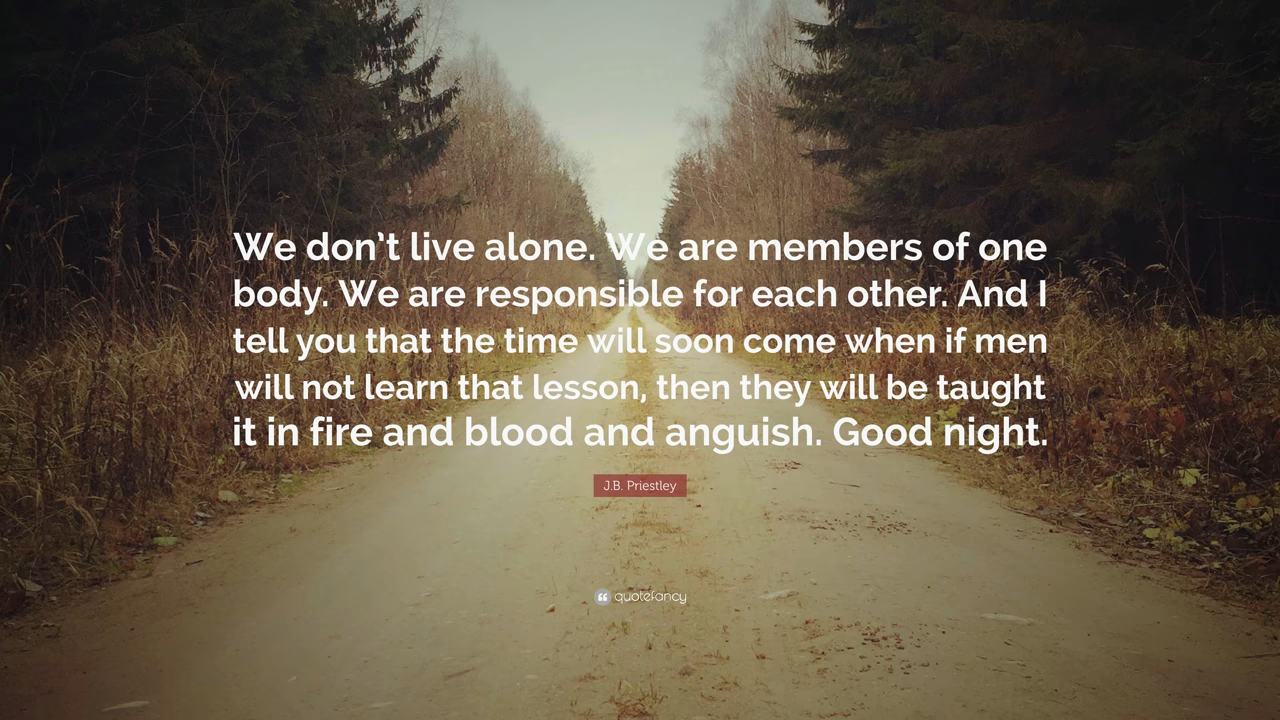 We don’t live alone. We are members of one
body. We are responsible for each other. And I
tell you that the time will soon come when if men
will not learn that lesson, then they will be taught
it in fire and blood and anguish. Good night.
J.B. Priestley
quotefancy